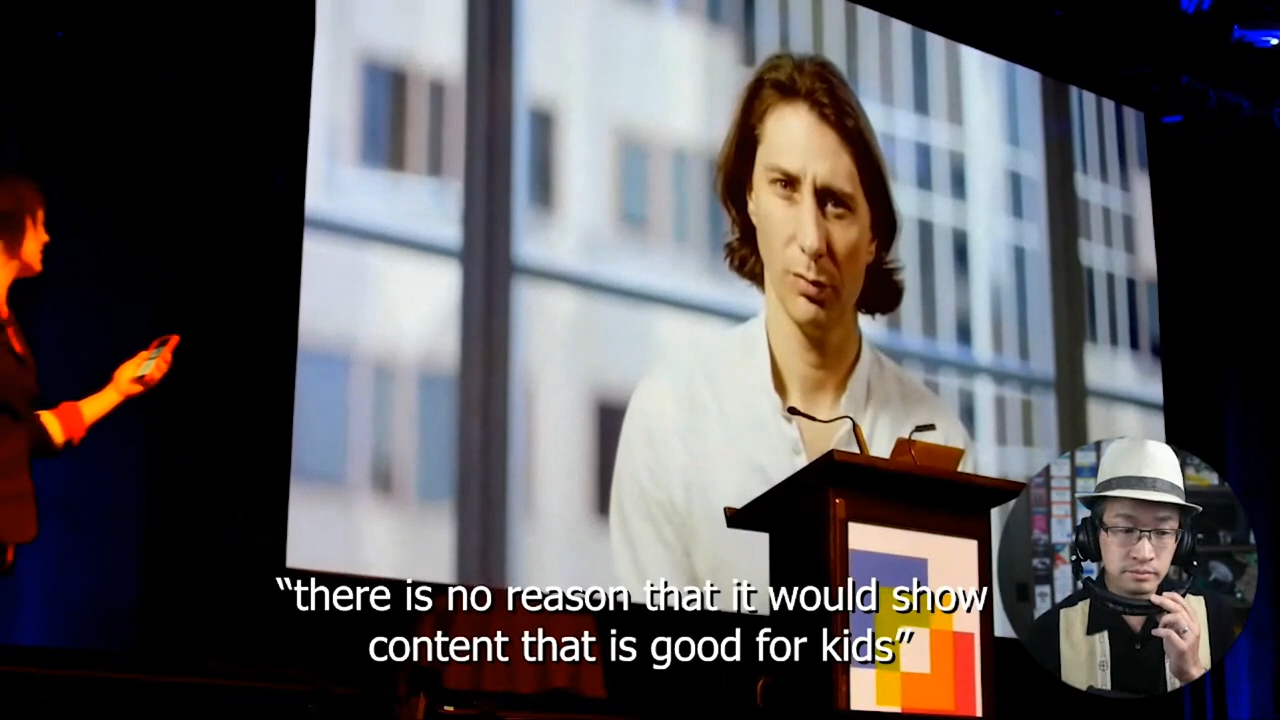 “there is no reason that it would show
content that is good for kids”